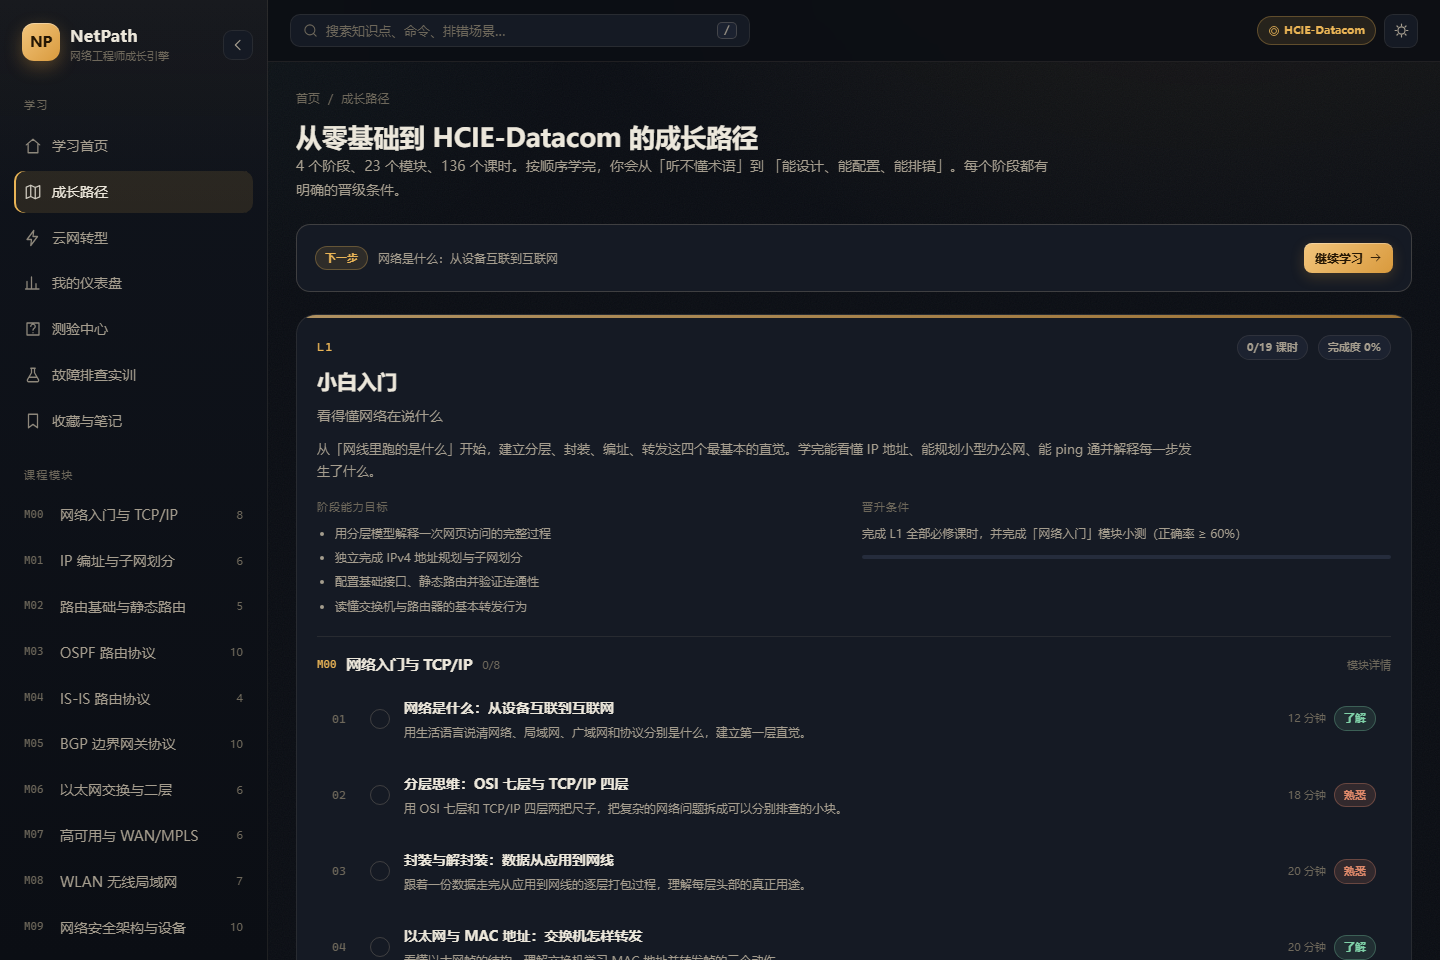 NP
NetPath
网络工程师成长引擎
搜索知识点、命令、排错场景...
/
HCIE-Datacom
学习
学习首页
成长路径
云网转型
我的仪表盘
测验中心
故障排查实训
收藏与笔记
课程模块
M00 网络入门与 TCP/IP 8
M01 IP 编址与子网划分 6
M02 路由基础与静态路由 5
M03 OSPF 路由协议 10
M04 IS-IS 路由协议 4
M05 BGP 边界网关协议 10
M06 以太网交换与二层 6
M07 高可用与 WAN/MPLS 6
M08 WLAN 无线局域网 7
M09 网络安全架构与设备 10
首页 / 成长路径
从零基础到 HCIE-Datacom 的成长路径
4 个阶段、23 个模块、136 个课时。按顺序学完，你会从「听不懂术语」到 「能设计、能配置、能排错」。每个阶段都有
明确的晋级条件。
下一步 网络是什么：从设备互联到互联网
继续学习 →
L1
0/19 课时 完成度 0%
小白入门
看得懂网络在说什么
从「网线里跑的是什么」开始，建立分层、封装、编址、转发这四个最基本的直觉。学完能看懂 IP 地址、能规划小型办公网、能 ping 通并解释每一步发
生了什么。
阶段能力目标
• 用分层模型解释一次网页访问的完整过程
• 独立完成 IPv4 地址规划与子网划分
• 配置基础接口、静态路由并验证连通性
• 读懂交换机与路由器的基本转发行为
晋升条件
完成 L1 全部必修课时，并完成「网络入门」模块小测（正确率 ≥ 60%）
M00 网络入门与 TCP/IP 0/8
模块详情
01 网络是什么：从设备互联到互联网
用生活语言说清网络、局域网、广域网和协议分别是什么，建立第一层直觉。
12 分钟 了解
02 分层思维：OSI 七层与 TCP/IP 四层
用 OSI 七层和 TCP/IP 四层两把尺子，把复杂的网络问题拆成可以分别排查的小块。
18 分钟 熟悉
03 封装与解封装：数据从应用到网线
跟着一份数据走完从应用到网线的逐层打包过程，理解每层头部的真正用途。
20 分钟 熟悉
04 以太网与 MAC 地址：交换机怎样转发
看懂以太网帧的结构，理解交换机学习 MAC 地址并转发帧的三个动作。
20 分钟 了解